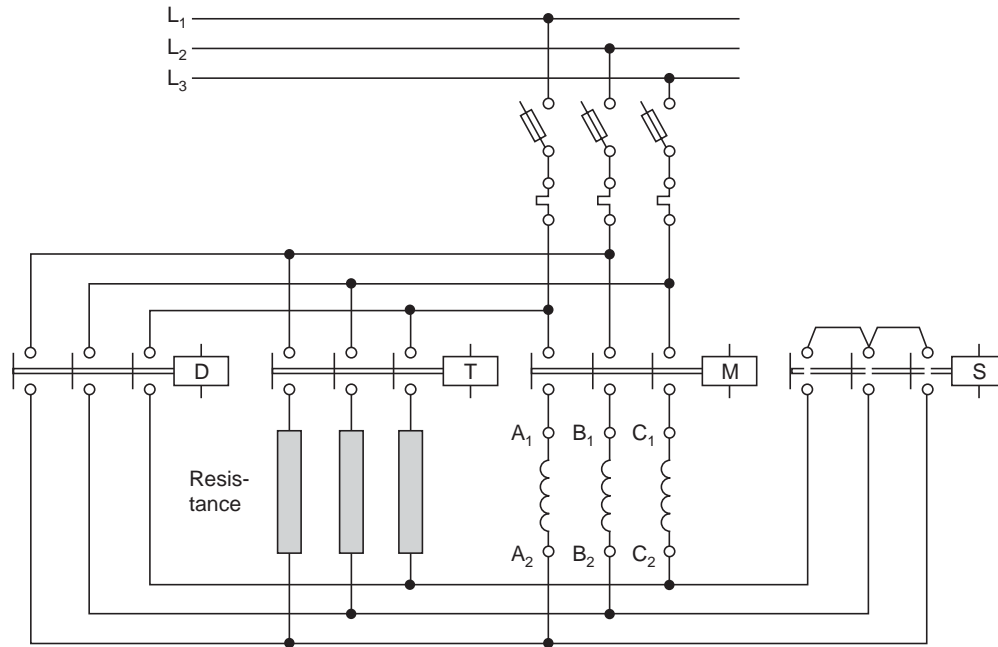 L₁
L₂
L₃
D T M S
A₁ B₁ C₁
Resis-
tance
A₂ B₂ C₂